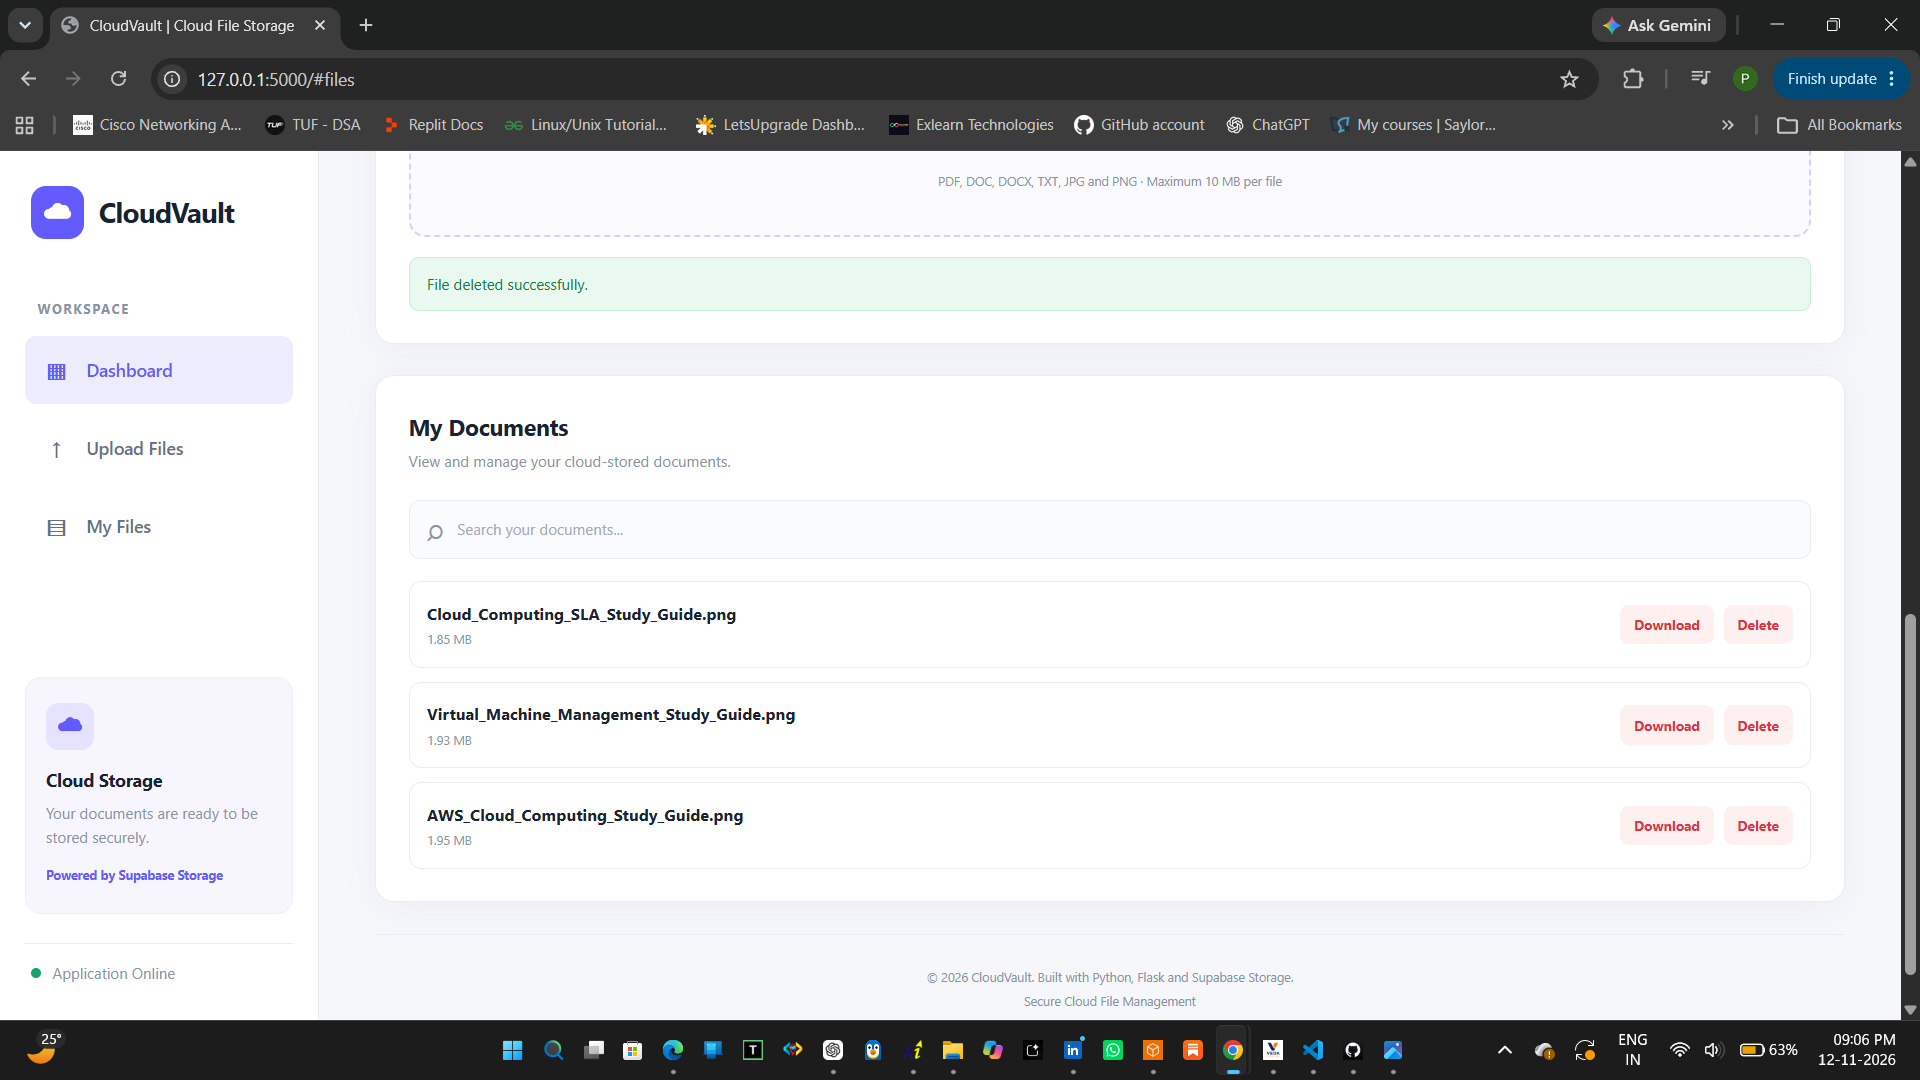 CloudVault | Cloud File Storage
Ask Gemini
127.0.0.1:5000/#files
P
Finish update
Cisco Networking A...
TUF - DSA
Replit Docs
Linux/Unix Tutorial...
LetsUpgrade Dashb...
Exlearn Technologies
GitHub account
ChatGPT
My courses | Saylor...
All Bookmarks
CloudVault
WORKSPACE
Dashboard
Upload Files
My Files
Cloud Storage
Your documents are ready to be
stored securely.
Powered by Supabase Storage
Application Online
PDF, DOC, DOCX, TXT, JPG and PNG · Maximum 10 MB per file
File deleted successfully.
My Documents
View and manage your cloud-stored documents.
Search your documents...
Cloud_Computing_SLA_Study_Guide.png
1.85 MB
Download
Delete
Virtual_Machine_Management_Study_Guide.png
1.93 MB
Download
Delete
AWS_Cloud_Computing_Study_Guide.png
1.95 MB
Download
Delete
© 2026 CloudVault. Built with Python, Flask and Supabase Storage.
Secure Cloud File Management
25°
ENG
IN
63%
09:06 PM
12-11-2026